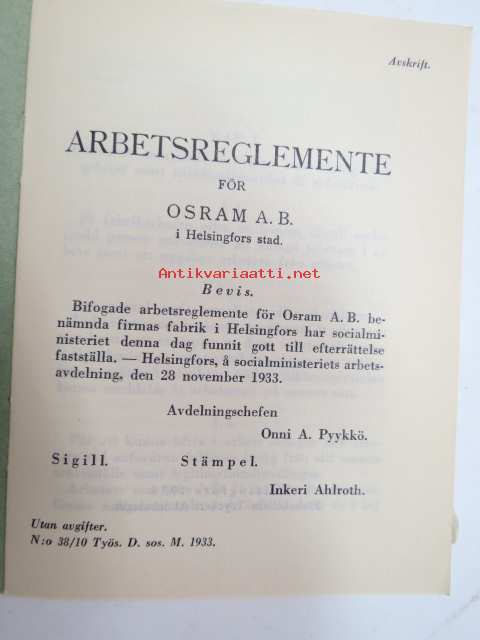 Avskrift.
ARBETSREGLEMENTE
FÖR
OSRAM A. B.
i Helsingfors stad.
Antikvariaatti.net
Bevis.
Bifogade arbetsreglemente för Osram A. B. be-
nämnda firmas fabrik i Helsingfors har socialmi-
nisteriet denna dag funnit gott till efterrättelse
fastställa. — Helsingfors, å socialministeriets arbets-
avdelning, den 28 november 1933.
Avdelningschefen
Onni A. Pyykkö.
Sigill. Stämpel.
Inkeri Ahlroth.
Utan avgifter.
N:o 38/10 Työs. D. sos. M. 1933.